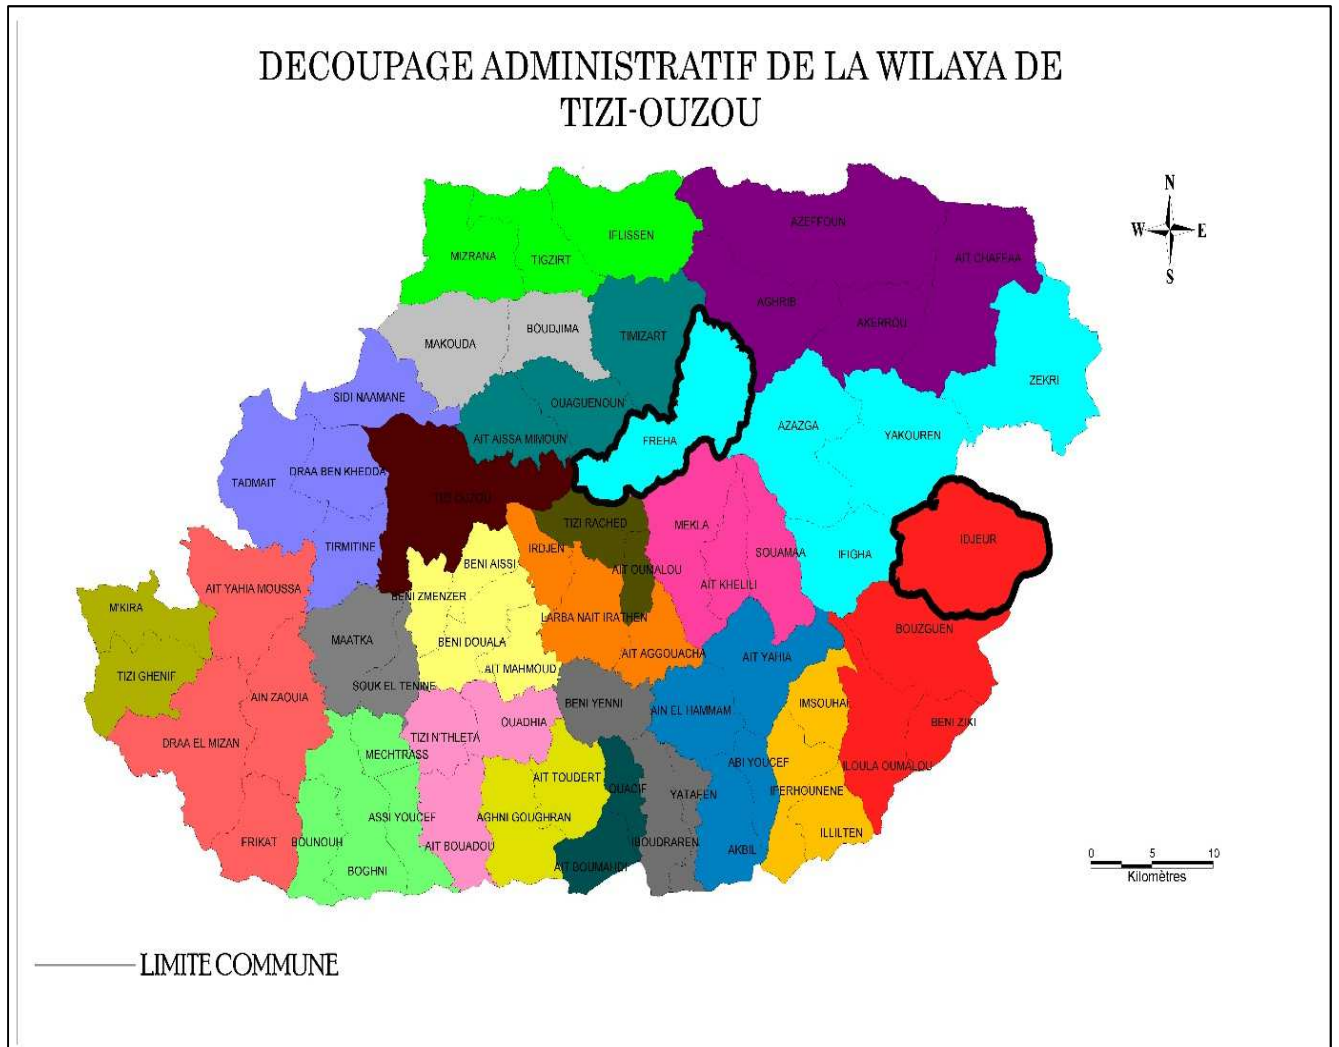 DECOUPAGE ADMINISTRATIF DE LA WILAYA DE
TIZI-OUZOU
N
W E
S
AZEFFOUN
IFLISSEN
MIZRANA
TIGZIRT
AIT CHAFFAA
AGHRIB
AKERROU
BOUDJIMA
TIMIZART
MAKOUDA
ZEKRI
SIDI NAAMANE
OUAGUENOUN
AZAZGA
YAKOUREN
AIT AISSA MIMOUN
FREHA
DRAA BEN KHEDDA
TADMAIT
TIZI OUZOU
TIZI RACHED
MEKLA
IDJEUR
TIRMITINE
IRDJEN
SOUAMAA
IFIGHA
BENI AISSI
AIT OUMALOU
AIT KHELILI
AIT YAHIA MOUSSA
BENI ZMENZER
M'KIRA
LARBA NAIT IRATHEN
BOUZGUEN
MAATKA
BENI DOUALA
AIT AGGOUACHA
AIT YAHIA
AIT MAHMOUD
TIZI GHENIF
SOUK EL TENINE
AIN ZAOUIA
BENI YENNI
IMSOUHAL
BENI ZIKI
AIN EL HAMMAM
OUADHIA
TIZI N'THLETA
DRAA EL MIZAN
MECHTRASS
ABI YOUCEF
ILOULA OUMALOU
AIT TOUDERT
OUACIF
YATAFEN
IFERHOUNENE
ASSI YOUCEF
AGHNI GOUGHRAN
ILLILTEN
FRIKAT
BOUNOUH
AIT BOUADOU
IBOUDRAREN
AKBIL
BOGHNI
AIT BOUMAHDI
0 5 10
Kilomètres
LIMITE COMMUNE